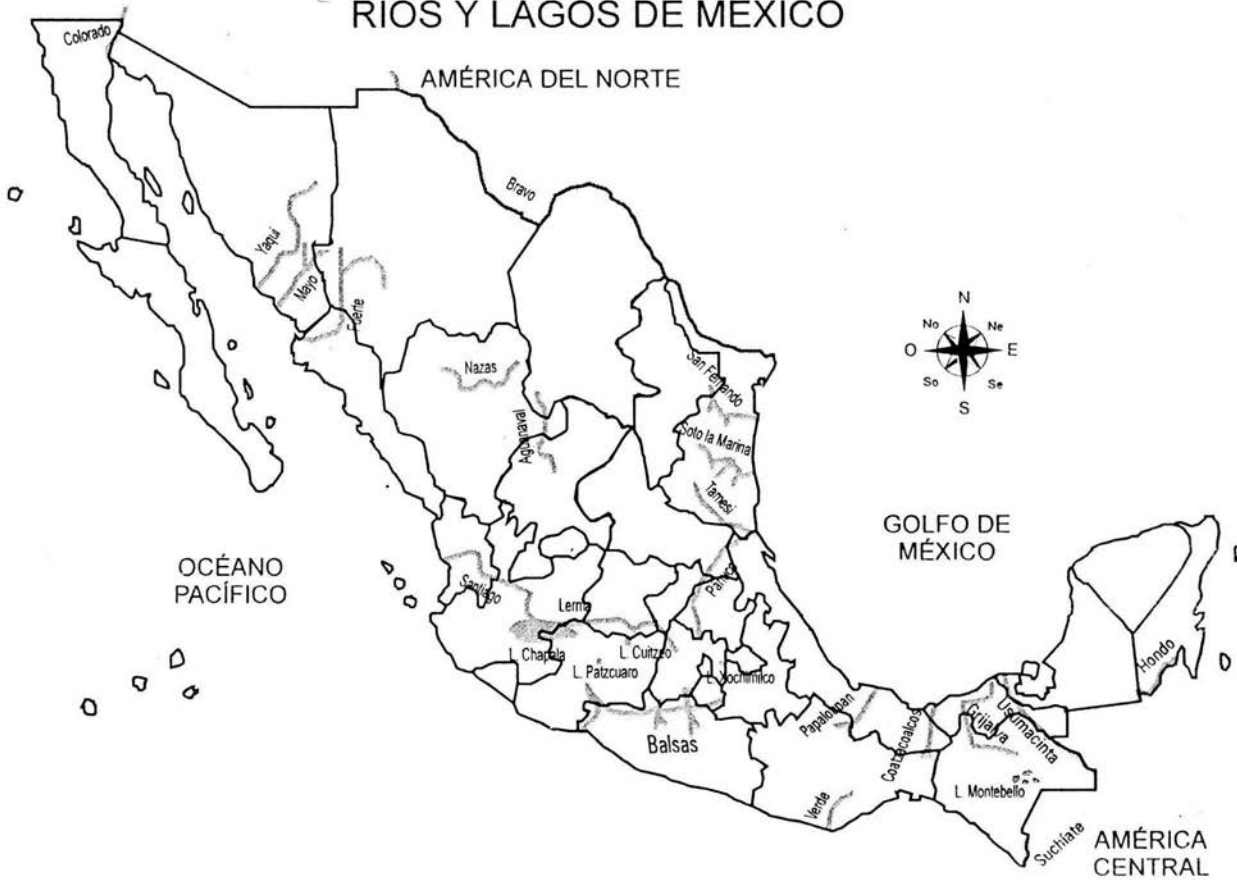 RIOS Y LAGOS DE MEXICO
Colorado
AMÉRICA DEL NORTE
Bravo
Yaqui
Mayo
Fuerte
N
No
Ne
O
E
So
Se
S
Nazas
San Fernando
Aguanaval
Soto la Marina
Tamesi
GOLFO DE
MÉXICO
OCÉANO
PACÍFICO
Santiago
Lerma
Panuco
L. Chapala
L. Cuitzeo
L. Patzcuaro
L. Xochimilco
Hondo
Papaloapan
Coatzacoalcos
Grijalva
Usumacinta
Balsas
L. Montebello
Verde
Suchiate
AMÉRICA
CENTRAL